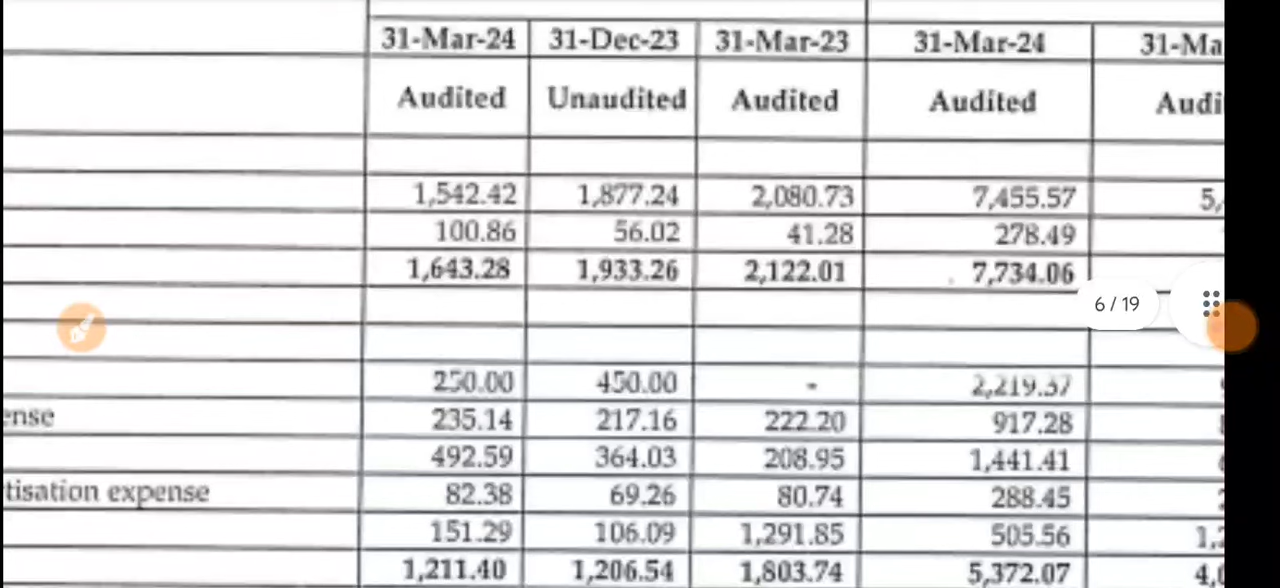 31-Mar-24 31-Dec-23 31-Mar-23 31-Mar-24 31-Ma
Audited Unaudited Audited Audited Audi
1,542.42 1,877.24 2,080.73 7,455.57 5,
100.86 56.02 41.28 278.49
1,643.28 1,933.26 2,122.01 7,734.06
6 / 19
250.00 450.00 - 2,219.37
ense 235.14 217.16 222.20 917.28
492.59 364.03 208.95 1,441.41
tisation expense 82.38 69.26 80.74 288.45
151.29 106.09 1,291.85 505.56 1,
1,211.40 1,206.54 1,803.74 5,372.07 4,0